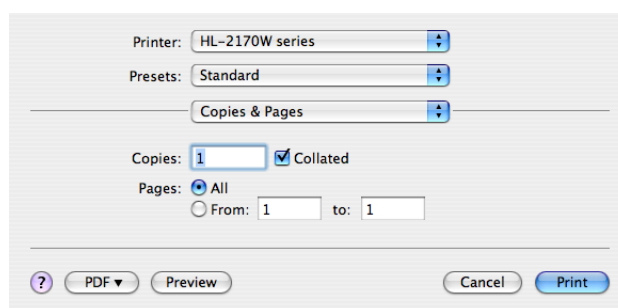 Printer: HL-2170W series
Presets: Standard
Copies & Pages
Copies: 1 Collated
Pages: All
From: 1 to: 1
? PDF Preview Cancel Print